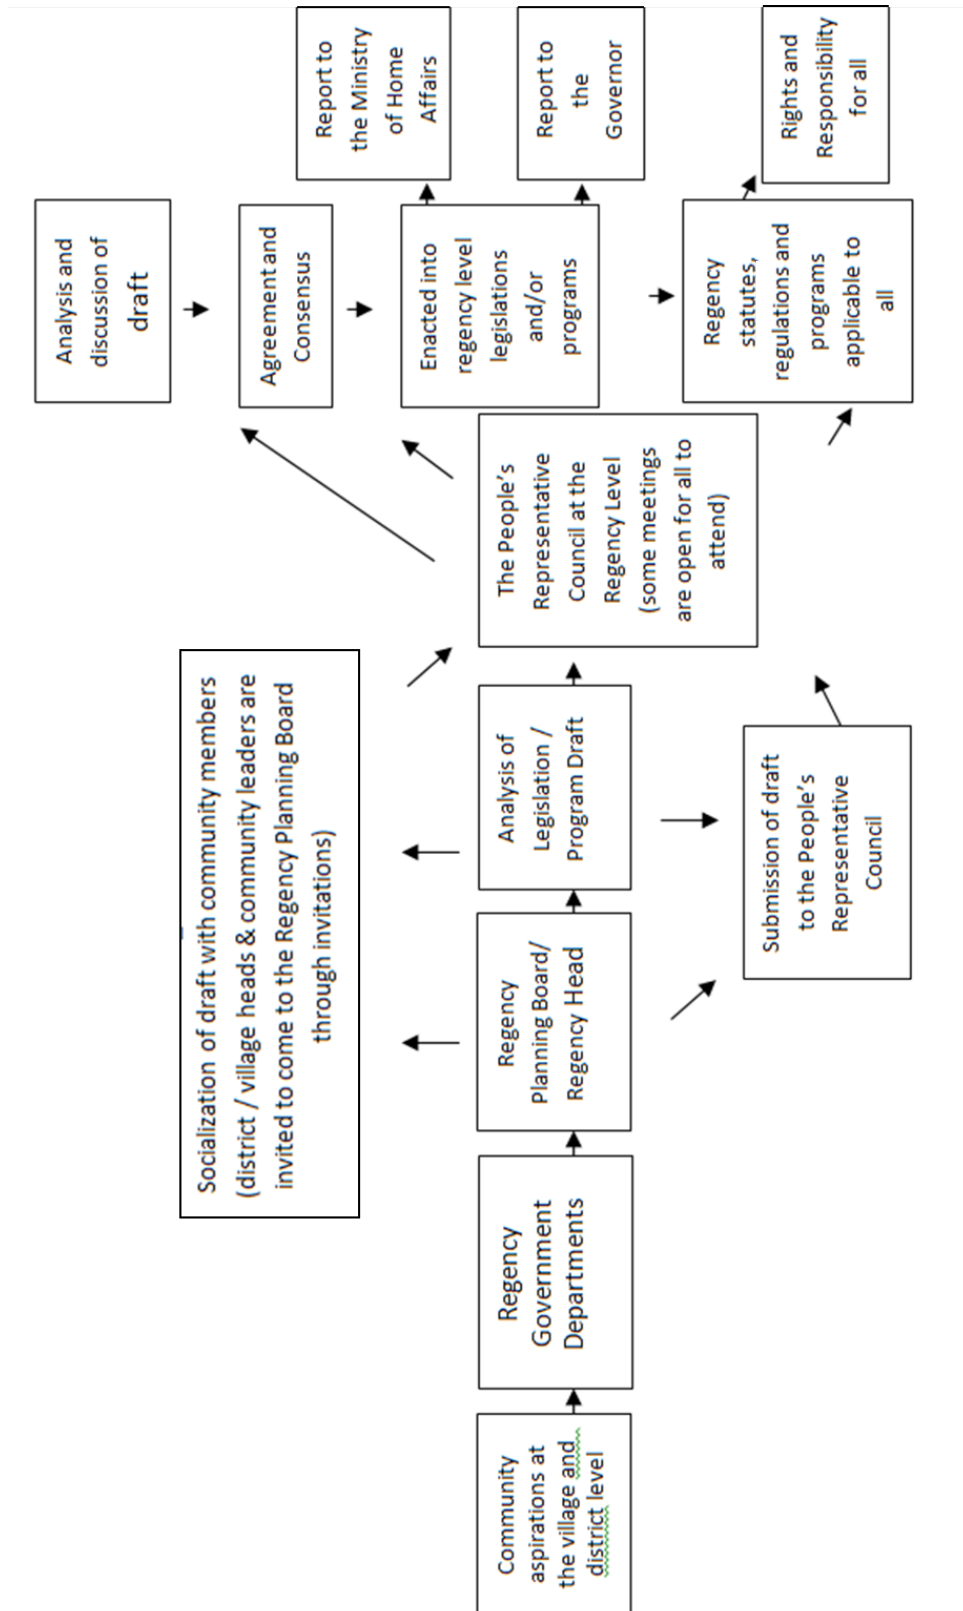 Community
aspirations at
the village and
district level
Regency
Government
Departments
Regency
Planning Board/
Regency Head
Analysis of
Legislation /
Program Draft
Socialization of draft with community members
(district / village heads & community leaders are
invited to come to the Regency Planning Board
through invitations)
Submission of draft
to the People's
Representative
Council
The People's
Representative
Council at the
Regency Level
(some meetings
are open for all to
attend)
Analysis and
discussion of
draft
Agreement and
Consensus
Enacted into
regency level
legislations
and/or
programs
Regency
statutes,
regulations and
programs
applicable to
all
Report to
the Ministry
of Home
Affairs
Report to
the
Governor
Rights and
Responsibility
for all